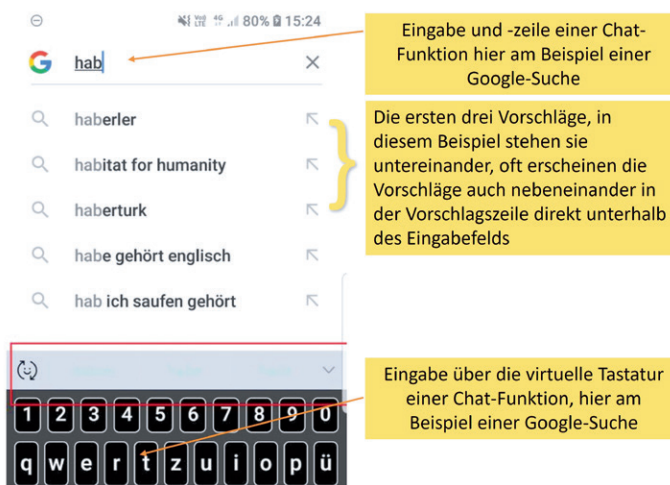 80% 15:24
hab
haberler
habitat for humanity
haberturk
habe gehört englisch
hab ich saufen gehört
1 2 3 4 5 6 7 8 9 0
q w e r t z u i o p ü
Eingabe und -zeile einer Chat-
Funktion hier am Beispiel einer
Google-Suche
Die ersten drei Vorschläge, in
diesem Beispiel stehen sie
untereinander, oft erscheinen die
Vorschläge auch nebeneinander in
der Vorschlagszeile direkt unterhalb
des Eingabefelds
Eingabe über die virtuelle Tastatur
einer Chat-Funktion, hier am
Beispiel einer Google-Suche